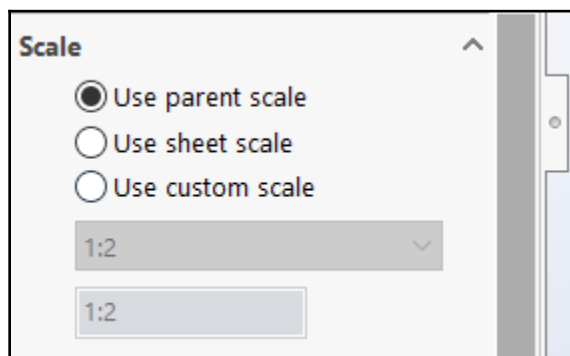 Scale
Use parent scale
Use sheet scale
Use custom scale
1:2
1:2